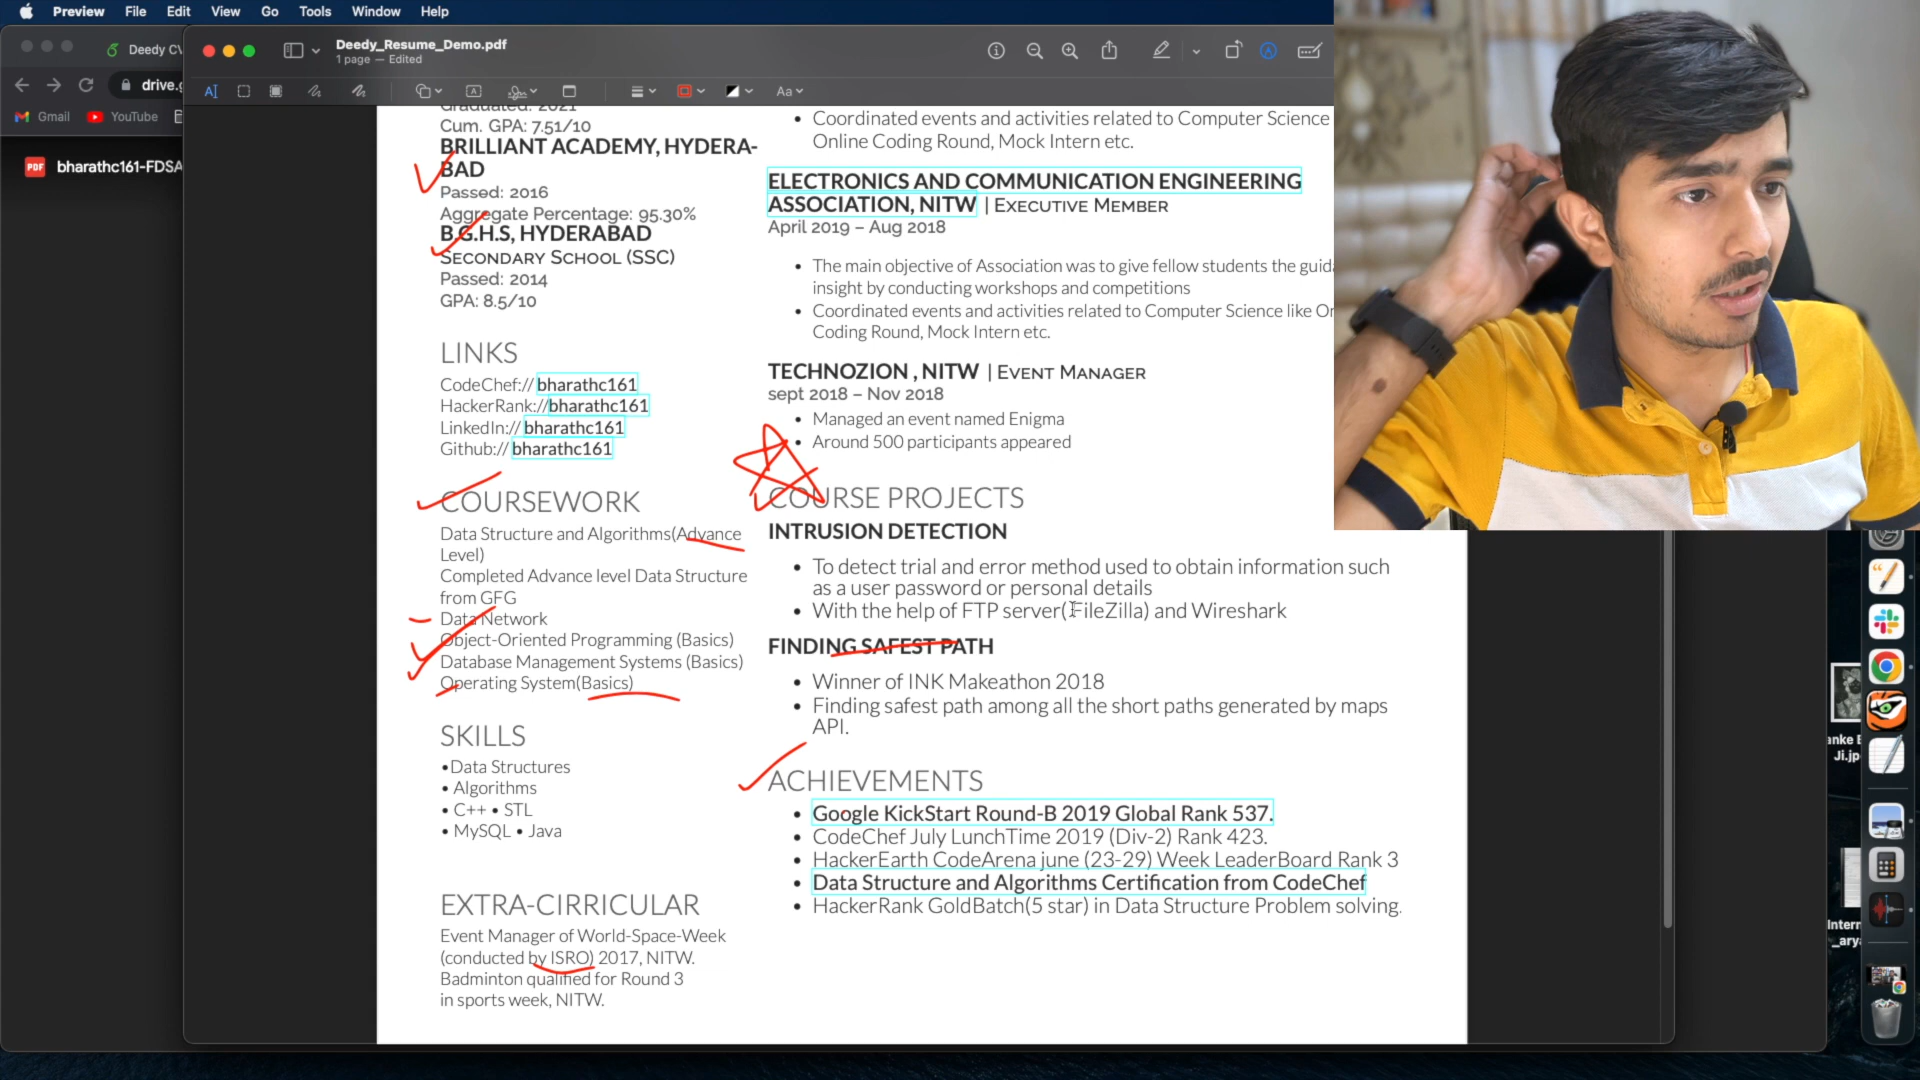 Preview File Edit View Go Tools Window Help
Deedy CV
Deedy_Resume_Demo.pdf
1 page — Edited
drive.g
Gmail YouTube
Aa
PDF bharathc161-FDSA
Graduated: 2021
Cum. GPA: 7.51/10
BRILLIANT ACADEMY, HYDERA-
BAD
Passed: 2016
Aggregate Percentage: 95.30%
B.G.H.S, HYDERABAD
SECONDARY SCHOOL (SSC)
Passed: 2014
GPA: 8.5/10
LINKS
CodeChef:// bharathc161
HackerRank://bharathc161
LinkedIn:// bharathc161
Github:// bharathc161
COURSEWORK
Data Structure and Algorithms(Advance
Level)
Completed Advance level Data Structure
from GFG
Data Network
Object-Oriented Programming (Basics)
Database Management Systems (Basics)
Operating System(Basics)
SKILLS
•Data Structures
• Algorithms
• C++ • STL
• MySQL • Java
EXTRA-CIRRICULAR
Event Manager of World-Space-Week
(conducted by ISRO) 2017, NITW.
Badminton qualified for Round 3
in sports week, NITW.
• Coordinated events and activities related to Computer Science
Online Coding Round, Mock Intern etc.
ELECTRONICS AND COMMUNICATION ENGINEERING
ASSOCIATION, NITW | EXECUTIVE MEMBER
April 2019 – Aug 2018
• The main objective of Association was to give fellow students the guid
insight by conducting workshops and competitions
• Coordinated events and activities related to Computer Science like On
Coding Round, Mock Intern etc.
TECHNOZION , NITW | EVENT MANAGER
sept 2018 – Nov 2018
• Managed an event named Enigma
• Around 500 participants appeared
COURSE PROJECTS
INTRUSION DETECTION
• To detect trial and error method used to obtain information such
as a user password or personal details
• With the help of FTP server(FileZilla) and Wireshark
FINDING SAFEST PATH
• Winner of INK Makeathon 2018
• Finding safest path among all the short paths generated by maps
API.
ACHIEVEMENTS
• Google KickStart Round-B 2019 Global Rank 537.
• CodeChef July LunchTime 2019 (Div-2) Rank 423.
• HackerEarth CodeArena june (23-29) Week LeaderBoard Rank 3
• Data Structure and Algorithms Certification from CodeChef
• HackerRank GoldBatch(5 star) in Data Structure Problem solving.
anke B
Ji.jp
Intern
_arya